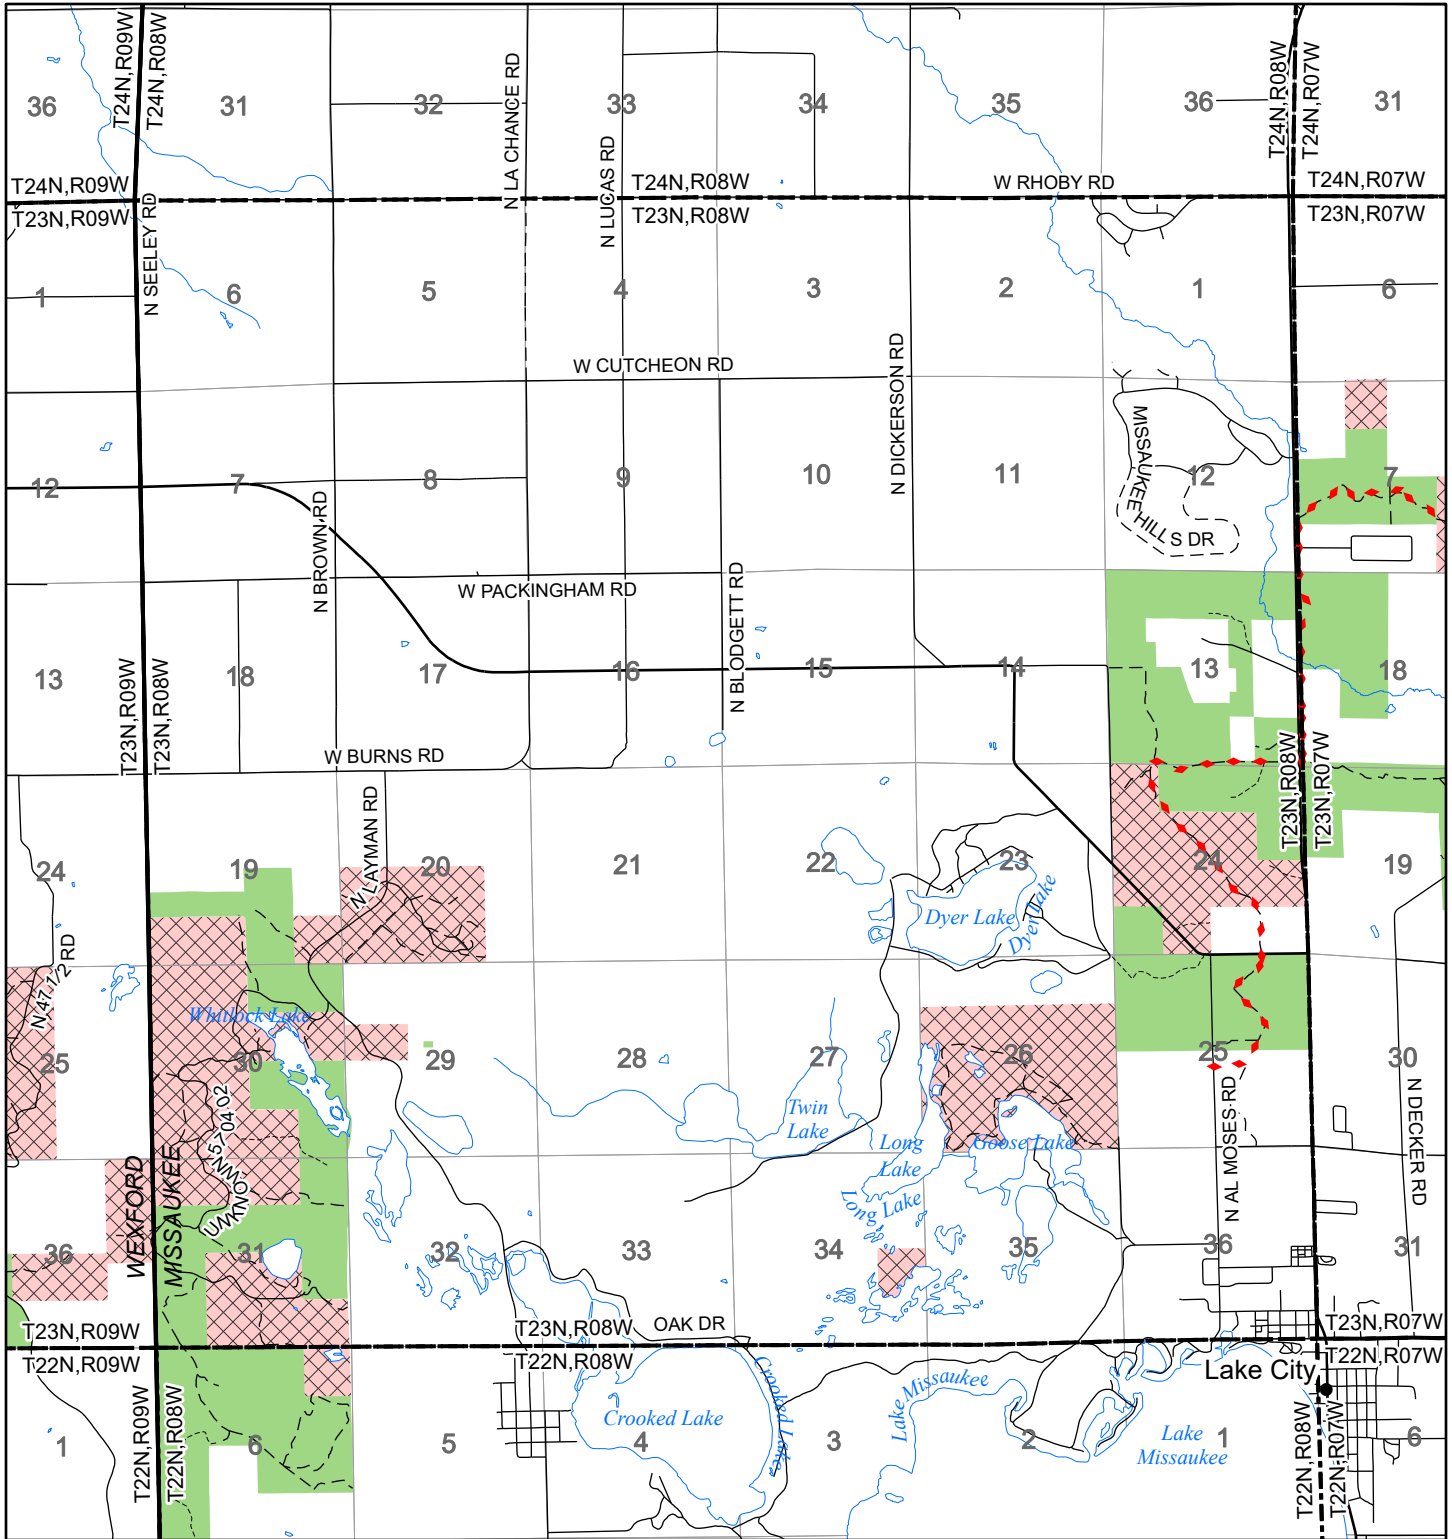 T24N,R09W
T24N,R08W
N LA CHANCE RD
N LUCAS RD
T24N,R08W
T24N,R07W
36
31
32
33
34
35
36
31
T24N,R09W
T24N,R08W
W RHOBY RD
T24N,R07W
T23N,R09W
T23N,R08W
T23N,R07W
N SEELEY RD
1
6
5
4
3
2
1
6
W CUTCHEON RD
N DICKERSON RD
MISSAUKEE HILLS DR
12
7
8
9
10
11
12
7
N BROWN RD
W PACKINGHAM RD
N BLODGETT RD
13
18
17
16
15
14
13
18
T23N,R09W
T23N,R08W
W BURNS RD
T23N,R08W
T23N,R07W
N LAYMAN RD
24
19
20
21
22
23
24
19
Dyer Lake
Dyer Lake
N 47 1/2 RD
Whitlock Lake
25
30
29
28
27
26
25
30
Twin
Lake
Long
Lake
Goose Lake
Long Lake
N AL MOSES RD
N DECKER RD
WEXFORD
MISSAUKEE
36
31
32
33
34
35
36
31
T23N,R09W
T23N,R08W
OAK DR
T23N,R07W
T22N,R09W
T22N,R08W
T22N,R07W
Lake City
Crooked Lake
Crooked Lake
Lake Missaukee
Lake
Missaukee
1
6
5
4
3
2
1
6
T22N,R09W
T22N,R08W
T22N,R08W
T22N,R07W